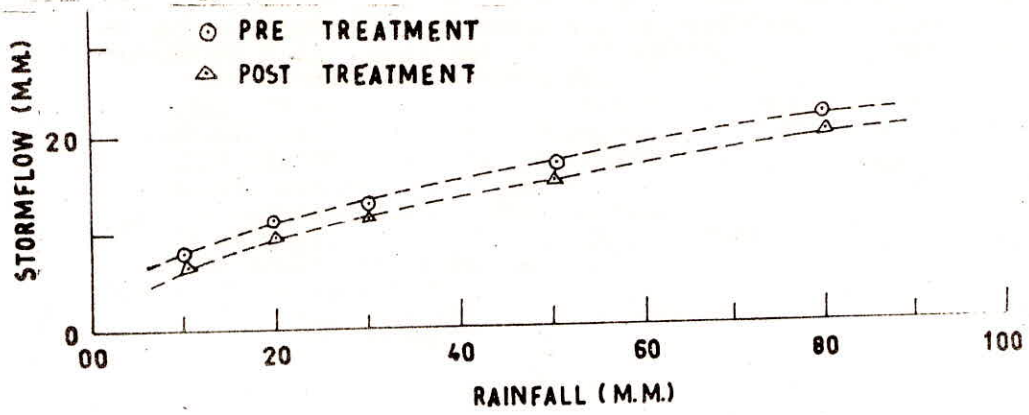 PRE TREATMENT
POST TREATMENT
STORMFLOW (M.M.)
20
0
00 20 40 60 80 100
RAINFALL (M.M.)